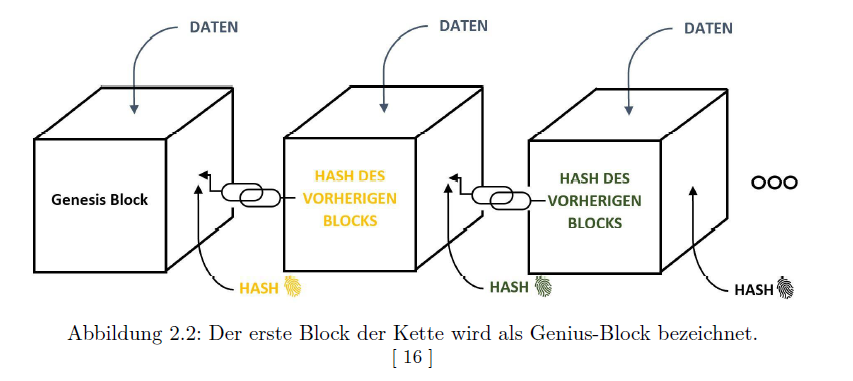 DATEN
DATEN
DATEN
Genesis Block
HASH DES
VORHERIGEN
BLOCKS
HASH DES
VORHERIGEN
BLOCKS
HASH
HASH
HASH
Abbildung 2.2: Der erste Block der Kette wird als Genius-Block bezeichnet.
[ 16 ]